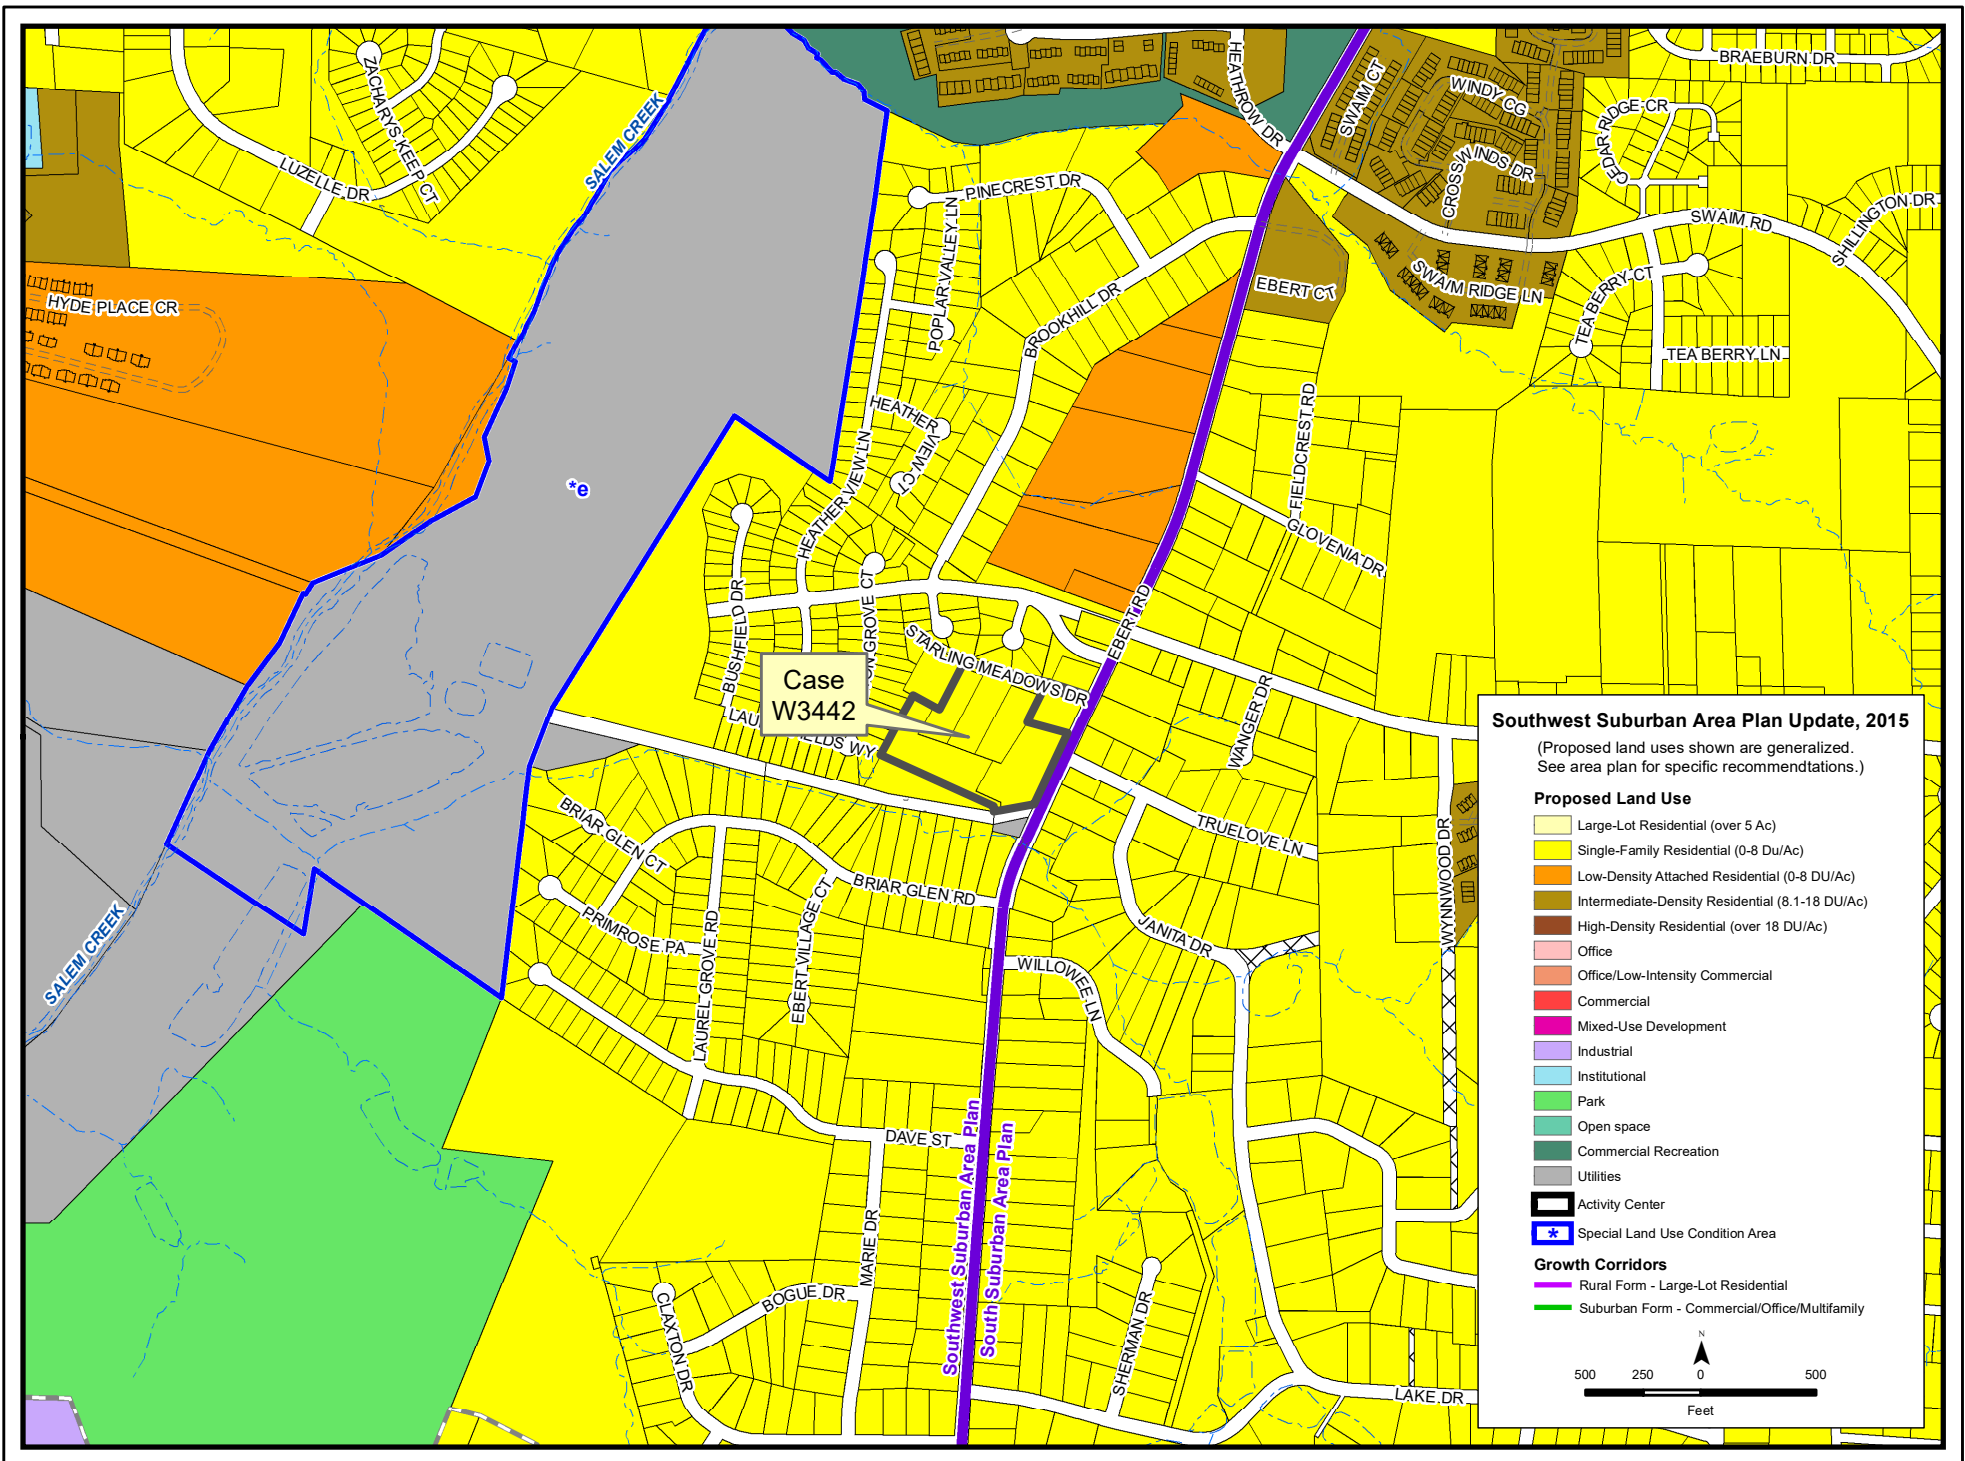 BRAEBURN DR
ZACHARYS KEEP CT
SALEM CREEK
HEATHROW DR
SWAIM CT
WINDY CG
CEDAR RIDGE CR
CROSSWINDS DR
LUZELLE DR
PINECREST DR
POPLAR VALLEY LN
SWAIM RD
SHILLINGTON DR
HYDE PLACE CR
BROOKHILL DR
EBERT CT
SWAIM RIDGE LN
TEA BERRY CT
TEA BERRY LN
HEATHER VIEW CT
HEATHER VIEW LN
FIELDCREST RD
*e
GLOVENIA DR
BUSHFIELD DR
ON GROVE CT
EBERT RD
STARLING MEADOWS DR
Case
W3442
LAU
ELDS WY
WANGER DR
BRIAR GLEN CT
TRUELOVE LN
WYNNWOOD DR
BRIAR GLEN RD
PRIMROSE PA
LAUREL GROVE RD
EBERT VILLAGE CT
JANITA DR
WILLOWEE LN
SALEM CREEK
DAVE ST
MARIE DR
Southwest Suburban Area Plan
South Suburban Area Plan
BOGUE DR
CLAXTON DR
SHERMAN DR
LAKE DR
Southwest Suburban Area Plan Update, 2015
(Proposed land uses shown are generalized.
See area plan for specific recommendtations.)
Proposed Land Use
Large-Lot Residential (over 5 Ac)
Single-Family Residential (0-8 Du/Ac)
Low-Density Attached Residential (0-8 DU/Ac)
Intermediate-Density Residential (8.1-18 DU/Ac)
High-Density Residential (over 18 DU/Ac)
Office
Office/Low-Intensity Commercial
Commercial
Mixed-Use Development
Industrial
Institutional
Park
Open space
Commercial Recreation
Utilities
Activity Center
* Special Land Use Condition Area
Growth Corridors
Rural Form - Large-Lot Residential
Suburban Form - Commercial/Office/Multifamily
N
500 250 0 500
Feet